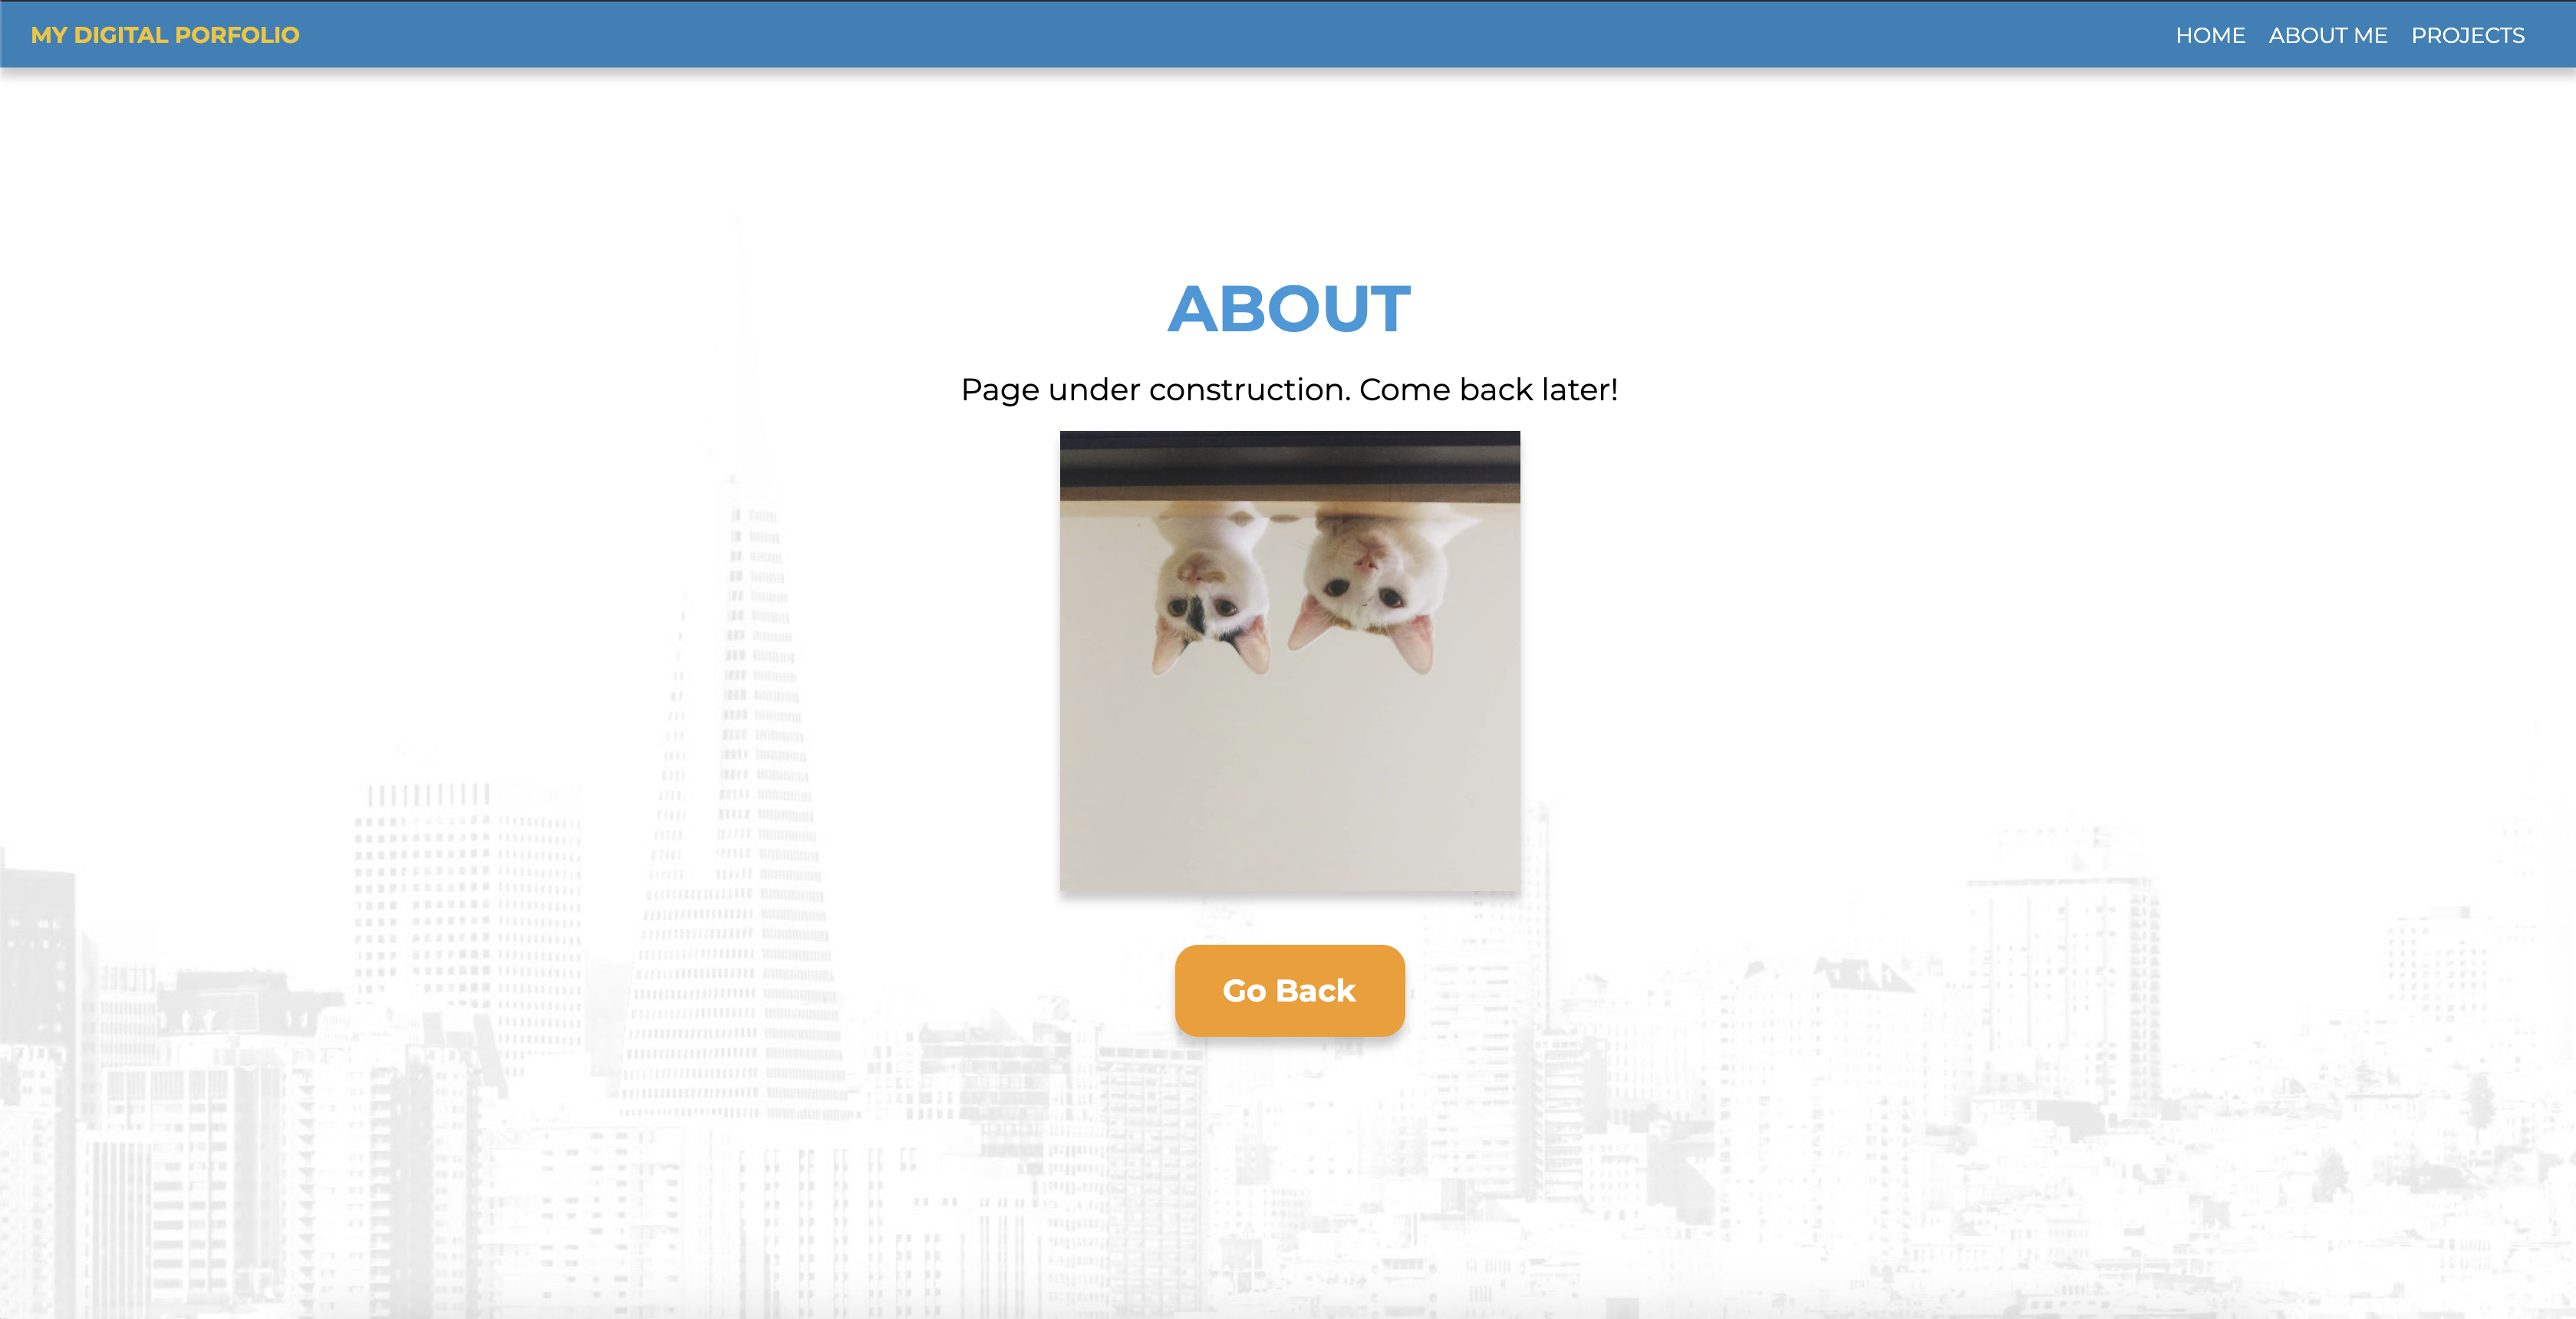 MY DIGITAL PORFOLIO
HOME ABOUT ME PROJECTS
ABOUT
Page under construction. Come back later!
Go Back